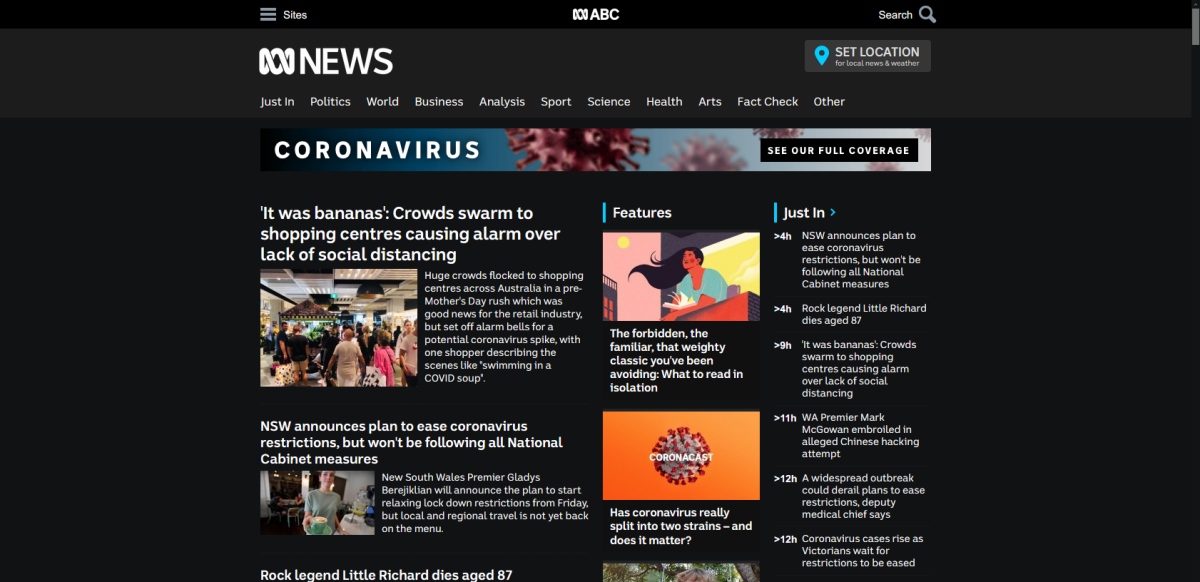 Sites
ABC
Search
NEWS
SET LOCATION
for local news & weather
Just In
Politics
World
Business
Analysis
Sport
Science
Health
Arts
Fact Check
Other
CORONAVIRUS
SEE OUR FULL COVERAGE
'It was bananas': Crowds swarm to
shopping centres causing alarm over
lack of social distancing
Huge crowds flocked to shopping
centres across Australia in a pre-
Mother's Day rush which was
good news for the retail industry,
but set off alarm bells for a
potential coronavirus spike, with
one shopper describing the
scenes like "swimming in a
COVID soup".
NSW announces plan to ease coronavirus
restrictions, but won't be following all National
Cabinet measures
New South Wales Premier Gladys
Berejiklian will announce the plan to start
relaxing lock down restrictions from Friday,
but local and regional travel is not yet back
on the menu.
Rock legend Little Richard dies aged 87
Features
The forbidden, the
familiar, that weighty
classic you've been
avoiding: What to read in
isolation
CORONACAST
Has coronavirus really
split into two strains – and
does it matter?
Just In >
>4h NSW announces plan to
ease coronavirus
restrictions, but won't be
following all National
Cabinet measures
>4h Rock legend Little Richard
dies aged 87
>9h 'It was bananas': Crowds
swarm to shopping
centres causing alarm
over lack of social
distancing
>11h WA Premier Mark
McGowan embroiled in
alleged Chinese hacking
attempt
>12h A widespread outbreak
could derail plans to ease
restrictions, deputy
medical chief says
>12h Coronavirus cases rise as
Victorians wait for
restrictions to be eased